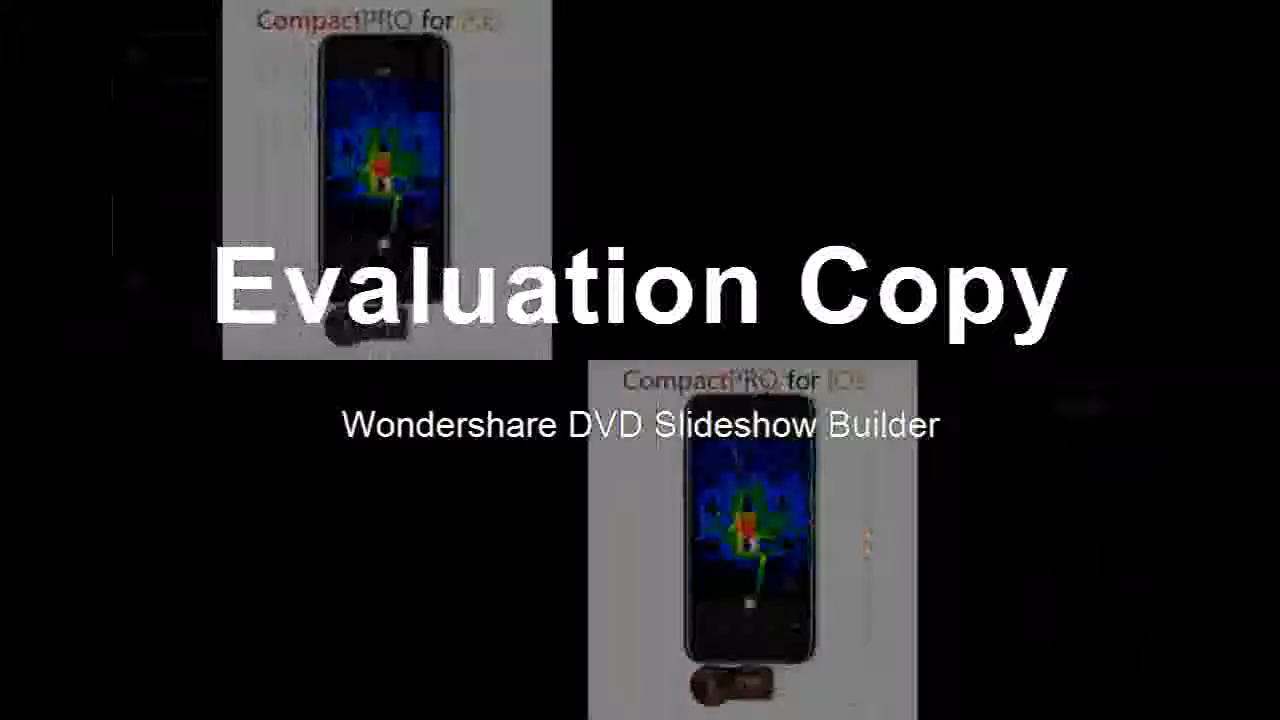 CompactPRO for iOS
Evaluation Copy
CompactPRO for iOS
Wondershare DVD Slideshow Builder